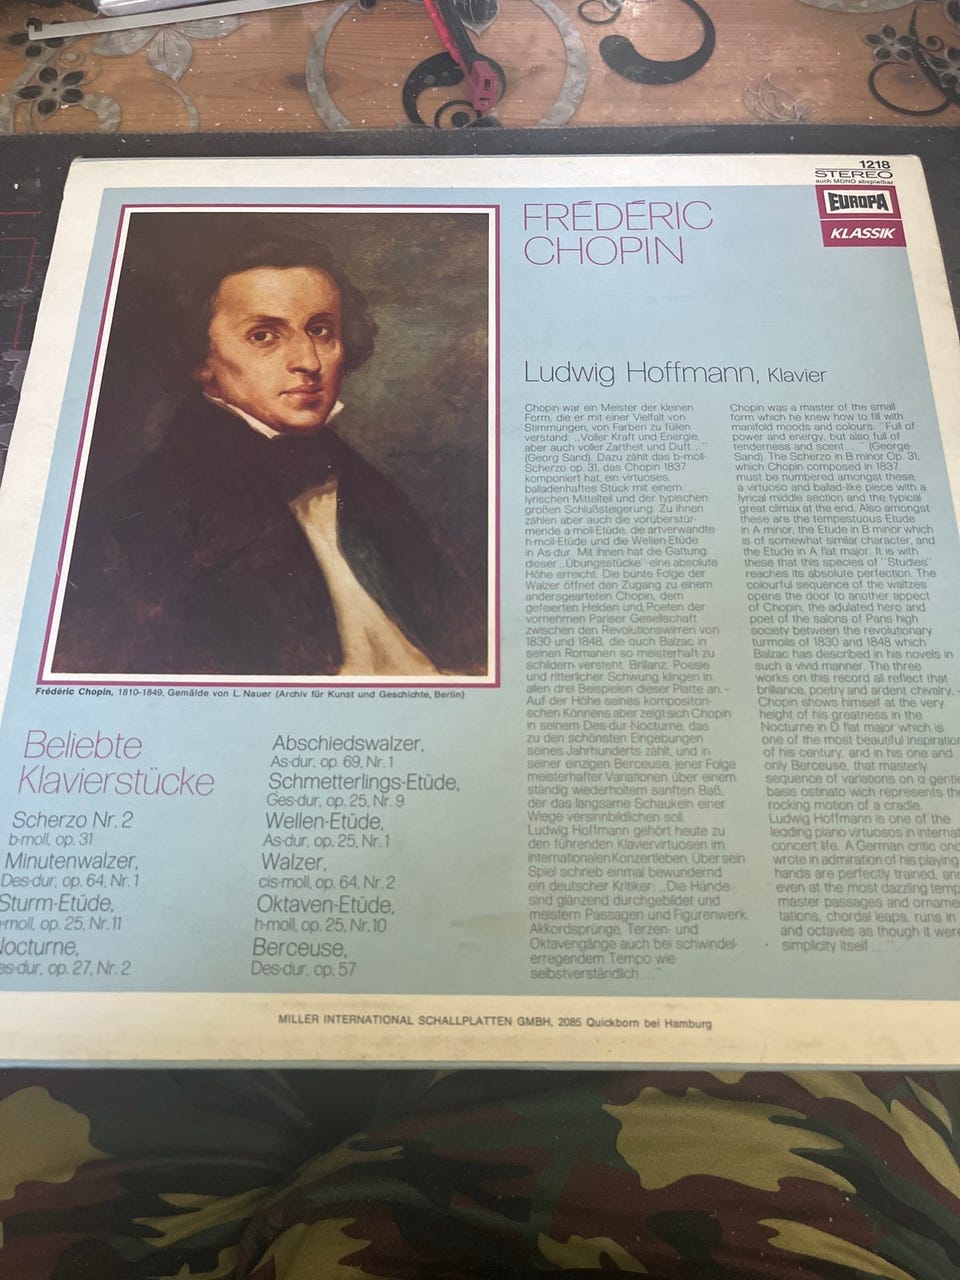 1218
STEREO
auch MONO abspielbar
EUROPA
KLASSIK
FRÉDÉRIC
CHOPIN
Ludwig Hoffmann, Klavier
Chopin war ein Meister der kleinen
Form, die er mit einer Vielfalt von
Stimmungen, von Farben zu füllen
verstand: „Voller Kraft und Energie,
aber auch voller Zartheit und Duft ..."
(Georg Sand). Dazu zählt das b-moll-
Scherzo op. 31, das Chopin 1837
komponiert hat, ein virtuoses,
balladenhaftes Stück mit einem
lyrischen Mittelteil und der typischen
großen Schlußsteigerung. Zu ihnen
zählen aber auch die vorüberstür-
mende a-moll-Etüde, die artverwandte
h-moll-Etüde und die Wellen-Etüde
in As-dur. Mit ihnen hat die Gattung
dieser „Übungsstücke" eine absolute
Höhe erreicht. Die bunte Folge der
Walzer öffnet den Zugang zu einem
andersgearteten Chopin, dem
gefeierten Helden und Poeten der
vornehmen Pariser Gesellschaft
zwischen den Revolutionswirren von
1830 und 1848, die auch Balzac in
seinen Romanen so meisterhaft zu
schildern versteht. Brillanz, Poesie
und ritterlicher Schwung klingen in
allen drei Beispielen dieser Platte an. –
Auf der Höhe seines kompositori-
schen Könnens aber zeigt sich Chopin
in seinem Des-dur-Nocturne, das
zu den schönsten Eingebungen
seines Jahrhunderts zählt, und in
seiner einzigen Berceuse, jener Folge
meisterhafter Variationen über einem
ständig wiederholtem sanften Baß,
der das langsame Schaukeln einer
Wiege versinnbildlichen soll.
Ludwig Hoffmann gehört heute zu
den führenden Klaviervirtuosen im
internationalen Konzertleben. Über sein
Spiel schrieb einmal bewundernd
ein deutscher Kritiker: „Die Hände
sind glänzend durchgebildet und
meistern Passagen und Figurenwerk,
Akkordsprünge, Terzen- und
Oktavengänge auch bei schwindel-
erregendem Tempo wie
selbstverständlich ..."
Chopin was a master of the small
form which he knew how to fill with
manifold moods and colours: "Full of
power and energy, but also full of
tenderness and scent ..." (George
Sand). The Scherzo in B minor Op. 31,
which Chopin composed in 1837,
must be numbered amongst these,
a virtuoso and ballad-like piece with a
lyrical middle section and the typical
great climax at the end. Also amongst
these are the tempestuous Etude
in A minor, the Etude in B minor which
is of somewhat similar character, and
the Etude in A flat major. It is with
these that this species of "Studies"
reaches its absolute perfection. The
colourful sequence of the waltzes
opens the door to another appect
of Chopin, the adulated hero and
poet of the salons of Paris high
society between the revolutionary
turmoils of 1830 and 1848 which
Balzac has described in his novels in
such a vivid manner. The three
works on this record all reflect that
brilliance, poetry and ardent chivalry. -
Chopin shows himself at the very
height of his greatness in the
Nocturne in D flat major which is
one of the most beautiful inspiration
of his century, and in his one and
only Berceuse, that masterly
sequence of variations on a gentle
basis ostinato wich represents the
rocking motion of a cradle.
Ludwig Hoffmann is one of the
leading piano virtuosos in internat
concert life. A German critic once
wrote in admiration of his playing
hands are perfectly trained, and
even at the most dazzling temp
master passages and orname
tations, chordal leaps, runs in
and octaves as though it were
simplicity itself ..."
Frédéric Chopin, 1810-1849, Gemälde von L. Nauer (Archiv für Kunst und Geschichte, Berlin)
Beliebte
Klavierstücke
Scherzo Nr. 2
b-moll, op. 31
Minutenwalzer,
Des-dur, op. 64, Nr. 1
Sturm-Etüde,
-moll, op. 25, Nr. 11
Nocturne,
es-dur, op. 27, Nr. 2
Abschiedswalzer,
As-dur, op. 69, Nr. 1
Schmetterlings-Etüde,
Ges-dur, op. 25, Nr. 9
Wellen-Etüde,
As-dur, op. 25, Nr. 1
Walzer,
cis-moll, op. 64, Nr. 2
Oktaven-Etüde,
h-moll, op. 25, Nr. 10
Berceuse,
Des-dur, op. 57
MILLER INTERNATIONAL SCHALLPLATTEN GMBH, 2085 Quickborn bei Hamburg